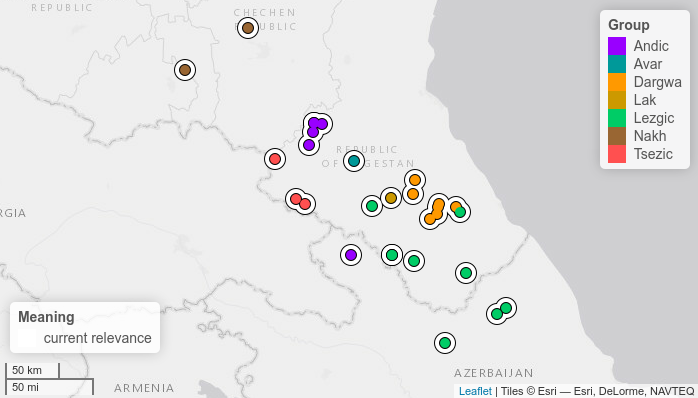 REPUBLIC
CHECHEN
REPUBLIC
Group
Andic
Avar
Dargwa
Lak
Lezgic
Nakh
Tsezic
REPUBLIC
OF DAGESTAN
RGIA
Meaning
current relevance
50 km
50 mi
ARMENIA
AZERBAIJAN
Leaflet | Tiles © Esri — Esri, DeLorme, NAVTEQ